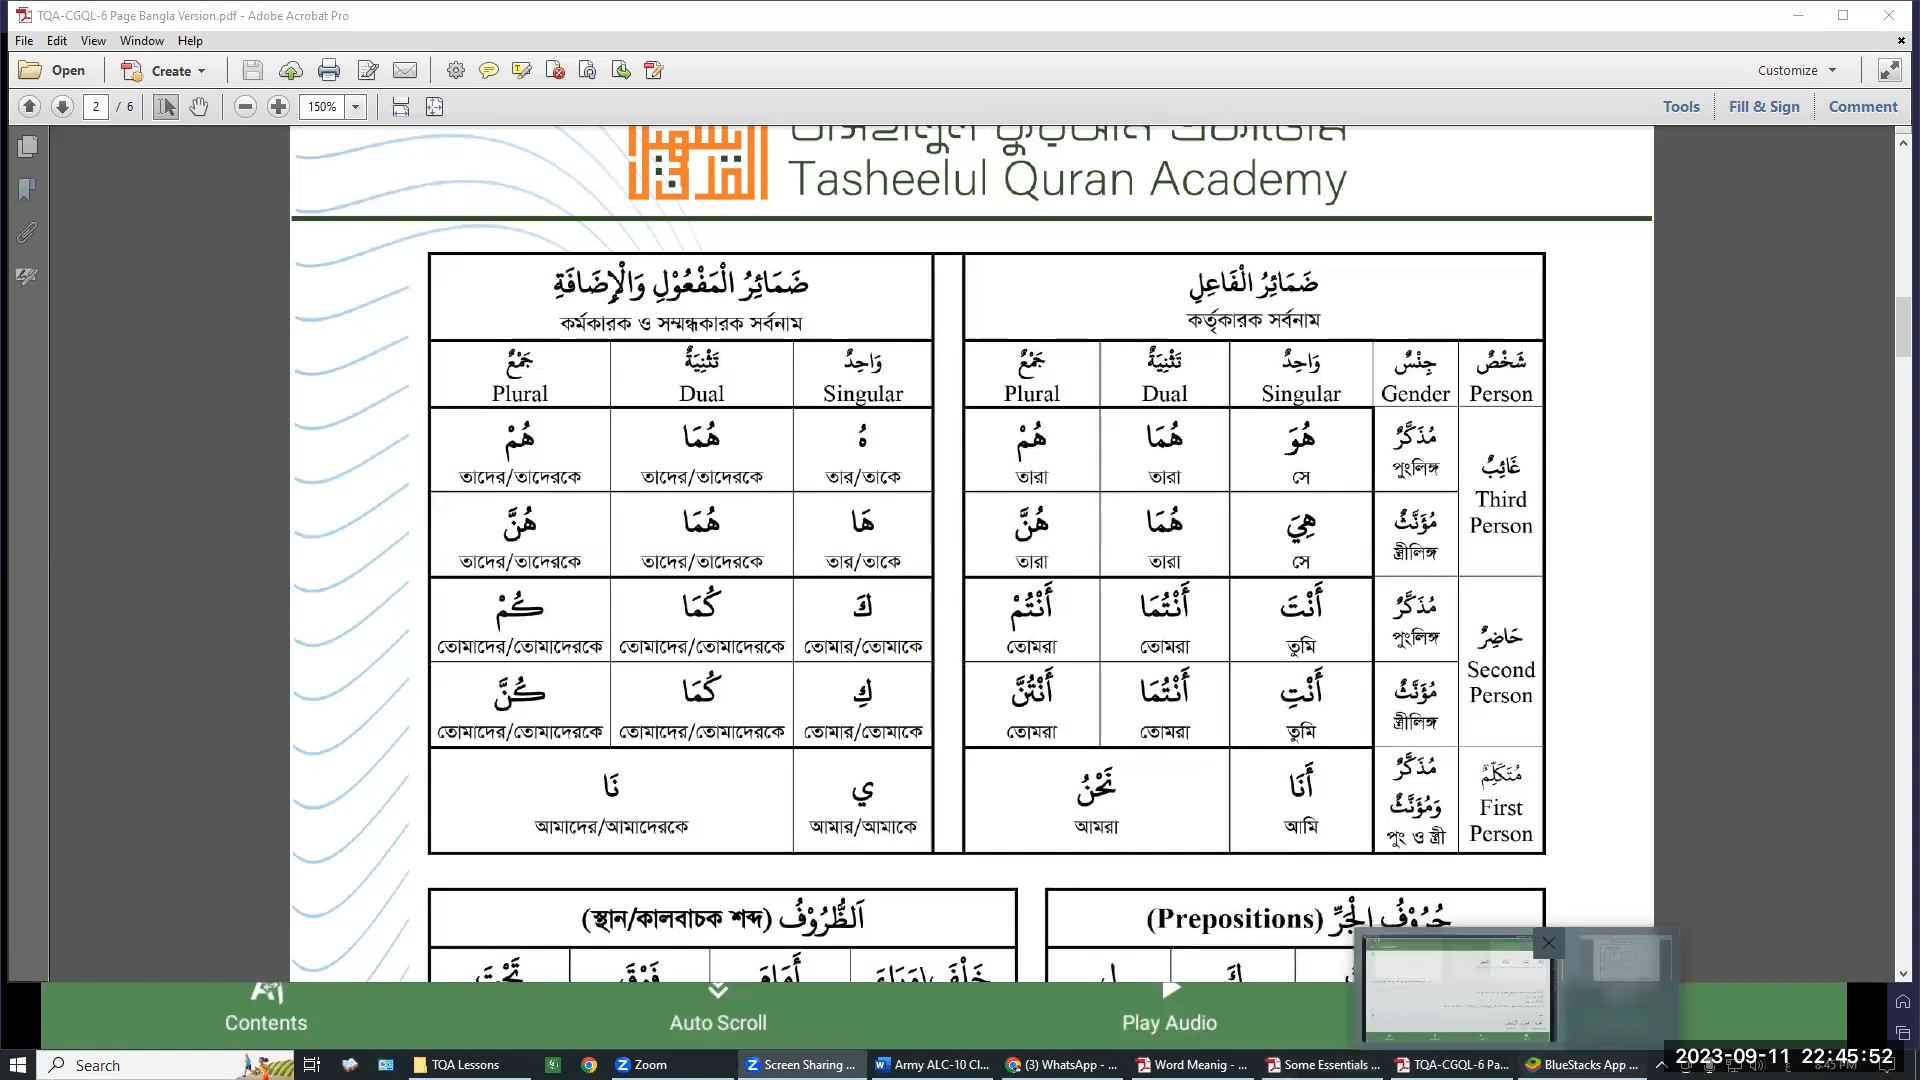 TQA-CGQL-6 Page Bangla Version.pdf - Adobe Acrobat Pro
File Edit View Window Help
Open Create Customize
2 / 6 150% Tools Fill & Sign Comment
Tasheelul Quran Academy
ضَمَائِرُ الْمَفْعُوْلِ وَالْإِضَافَةِ
কর্মকারক ও সম্মন্ধকারক সর্বনাম
ضَمَائِرُ الْفَاعِلِ
কর্তৃকারক সর্বনাম
جَمْعٌ تَثْنِيَةٌ وَاحِدٌ جَمْعٌ تَثْنِيَةٌ وَاحِدٌ جِنْسٌ شَخْصٌ
Plural Dual Singular Plural Dual Singular Gender Person
هُمْ هُمَا هُ هُمْ هُمَا هُوَ مُذَكَّرٌ
তাদের/তাদেরকে তাদের/তাদেরকে তার/তাকে তারা তারা সে পুংলিঙ্গ
غَائِبٌ
Third
Person
هُنَّ هُمَا هَا هُنَّ هُمَا هِيَ مُؤَنَّثٌ
তাদের/তাদেরকে তাদের/তাদেরকে তার/তাকে তারা তারা সে স্ত্রীলিঙ্গ
كُمْ كُمَا كَ أَنْتُمْ أَنْتُمَا أَنْتَ مُذَكَّرٌ
তোমাদের/তোমাদেরকে তোমাদের/তোমাদেরকে তোমার/তোমাকে তোমরা তোমরা তুমি পুংলিঙ্গ
حَاضِرٌ
Second
Person
كُنَّ كُمَا كِ أَنْتُنَّ أَنْتُمَا أَنْتِ مُؤَنَّثٌ
তোমাদের/তোমাদেরকে তোমাদের/তোমাদেরকে তোমার/তোমাকে তোমরা তোমরা তুমি স্ত্রীলিঙ্গ
نَا ي نَحْنُ أَنَا مُذَكَّرٌ وَمُؤَنَّثٌ
আমাদের/আমাদেরকে আমার/আমাকে আমরা আমি পুং ও স্ত্রী
مُتَكَلِّمٌ
First
Person
اَلظُّرُوْفُ (স্থান/কালবাচক শব্দ)
حُرُوْفُ الْجَرِّ (Prepositions)
تَحْتَ فَوْقَ أَمَامَ خَلْفَ/وَرَاءَ
Contents Auto Scroll Play Audio
Search TQA Lessons Zoom Screen Sharing ... Army ALC-10 Cl... (3) WhatsApp - ... Word Meanig - ... Some Essentials ... TQA-CGQL-6 Pa... BlueStacks App ...
2023-09-11 22:45:52